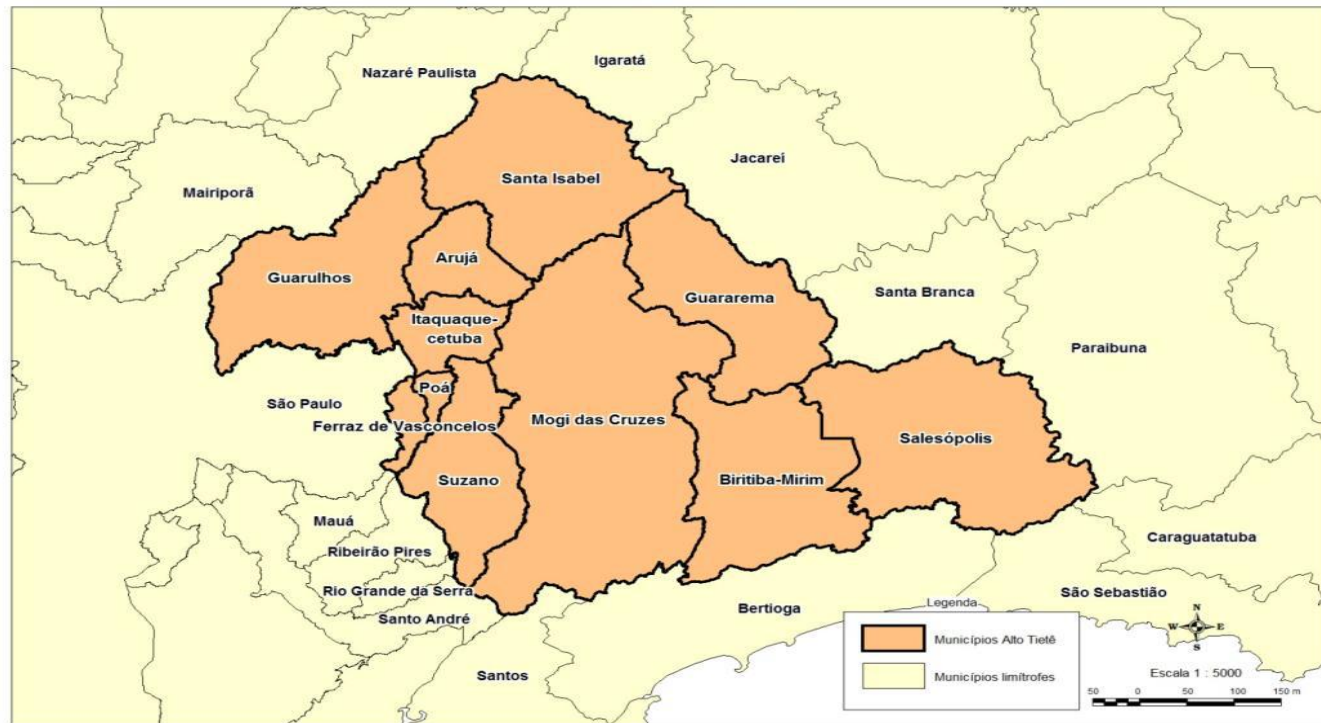 Igaratá
Nazaré Paulista
Jacareí
Santa Isabel
Mairiporã
Arujá
Guarulhos
Santa Branca
Guararema
Itaquaque-
cetuba
Paraibuna
Poá
São Paulo
Mogi das Cruzes
Ferraz de Vasconcelos
Salesópolis
Suzano
Biritiba-Mirim
Mauá
Caraguatatuba
Ribeirão Pires
Rio Grande da Serra
São Sebastião
Bertioga
Santo André
Santos
Legenda
Municípios Alto Tietê
Municípios limítrofes
N
W E
S
Escala 1 : 5000
50 0 50 100 150 m